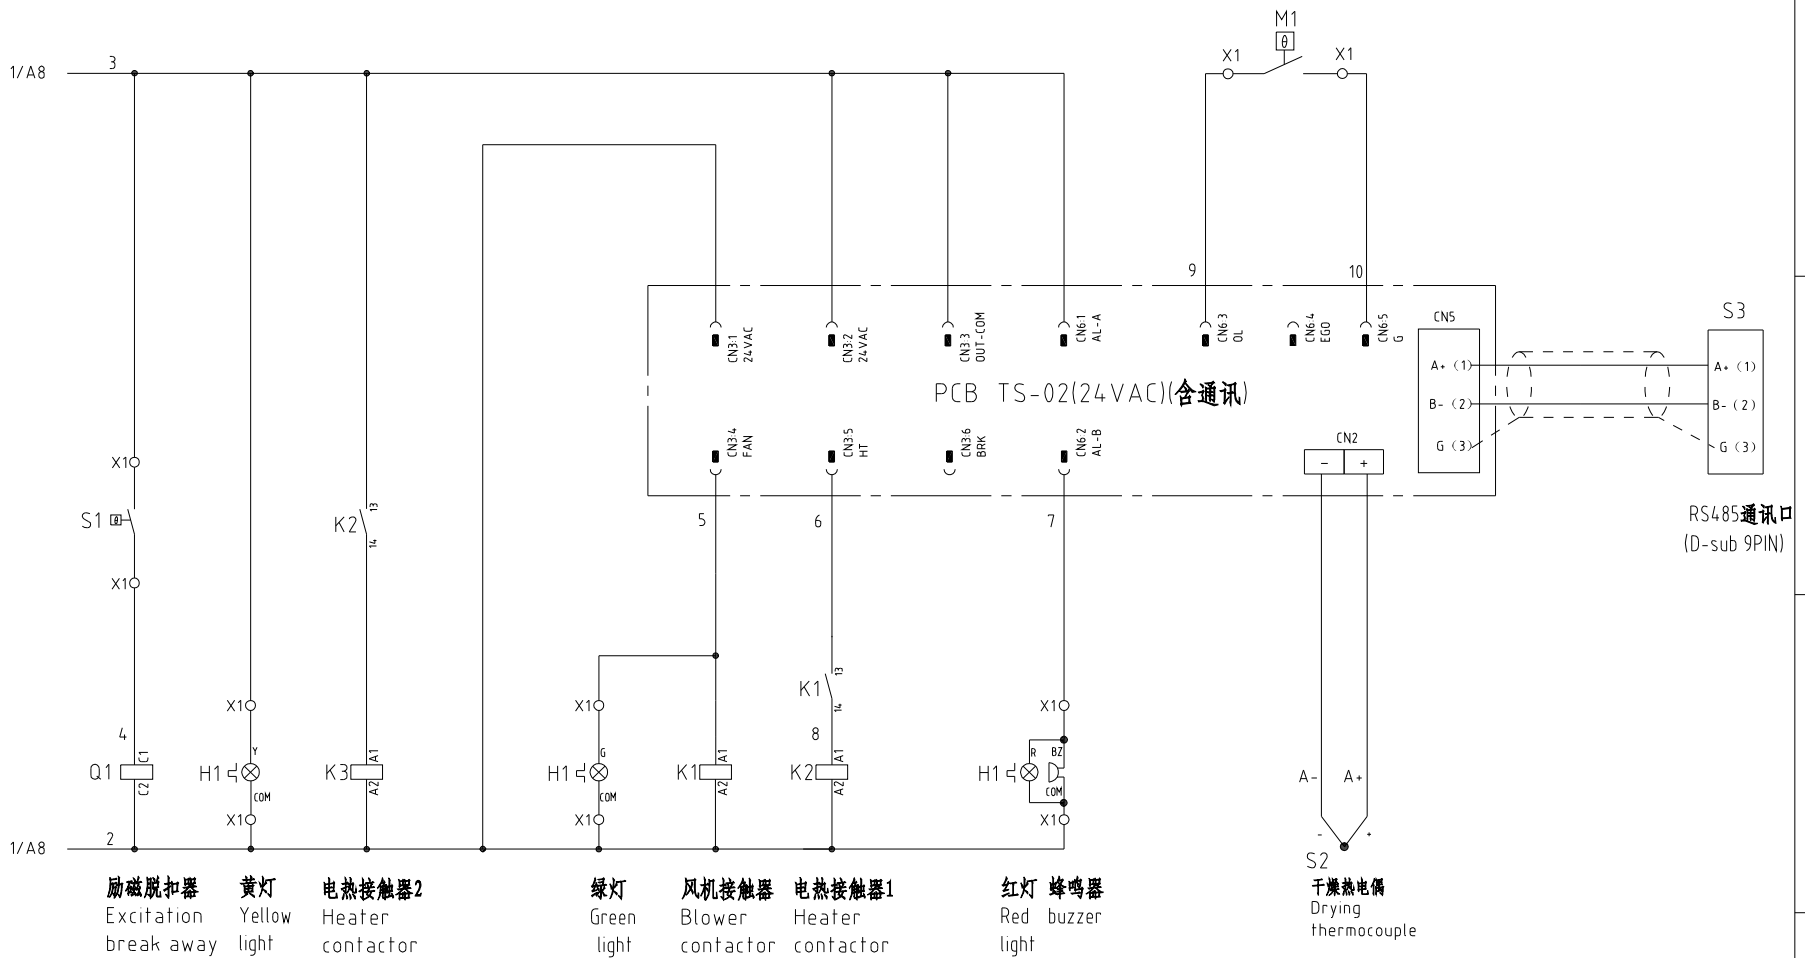 M1
θ
X1
X1
1/A8
3
9
10
CN3:1
24VAC
CN3:2
24VAC
CN3:3
OUT-COM
CN6:1
AL-A
CN6:3
OL
CN6:4
EGO
CN6:5
G
CN5
S3
A+ (1)
A+ (1)
PCB TS-02(24VAC)(含通讯)
B- (2)
B- (2)
CN3:4
FAN
CN3:5
HT
CN3:6
BRK
CN6:2
AL-B
CN2
G (3)
G (3)
- +
X1
S1
θ
K2
13
14
5
6
7
RS485通讯口
(D-sub 9PIN)
X1
K1
13
14
X1
X1
X1
4
8
Q1
C1
C2
H1
Y
COM
K3
A1
A2
H1
G
COM
K1
A1
A2
K2
A1
A2
H1
R
BZ
COM
A-
A+
X1
X1
X1
- +
1/A8
2
S2
励磁脱扣器
Excitation
break away
黄灯
Yellow
light
电热接触器2
Heater
contactor
绿灯
Green
light
风机接触器
Blower
contactor
电热接触器1
Heater
contactor
红灯 蜂鸣器
Red buzzer
light
干燥热电偶
Drying
thermocouple